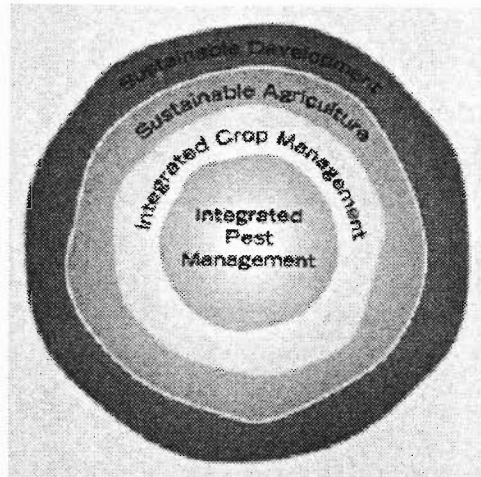 Sustainable Development
Sustainable Agriculture
Integrated Crop Management
Integrated
Pest
Management